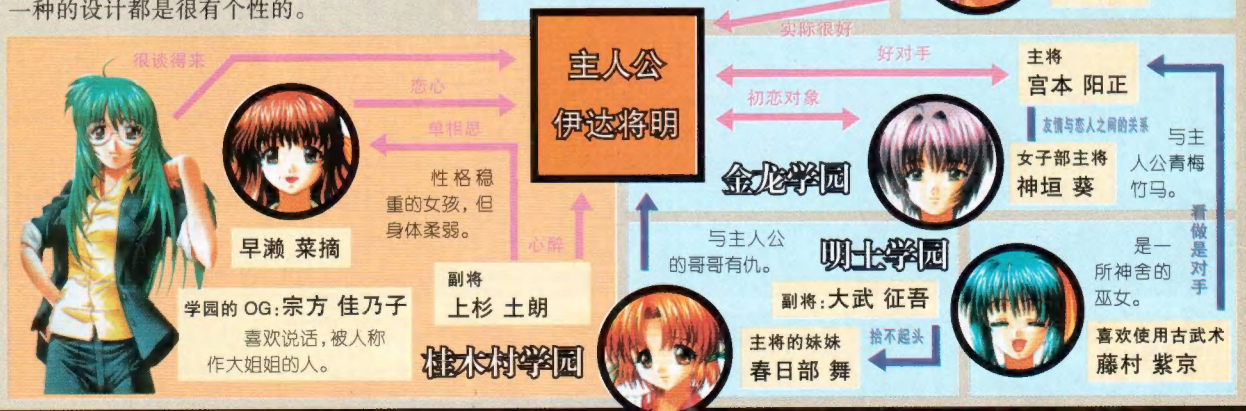 一种的设计都是很有个性的。
实际很好
很谈得来
恋心
单相思
主人公
伊达将明
好对手
初恋对象
主将
宫本 阳正
友情与恋人之间的关系
女子部主将
神垣 葵
与主
人公青梅
竹马。
金龙学园
性格稳
重的女孩，但
身体柔弱。
早濑 菜摘
心醉
副将
上杉 土朗
学园的 OG：宗方 佳乃子
喜欢说话，被人称
作大姐姐的人。
桂木村学园
与主人公
的哥哥有仇。
明士学园
副将：大武 征吾
抬不起头
主将的妹妹
春日部 舞
是一
所神舍的
巫女。
看做是对手
喜欢使用古武术
藤村 紫京